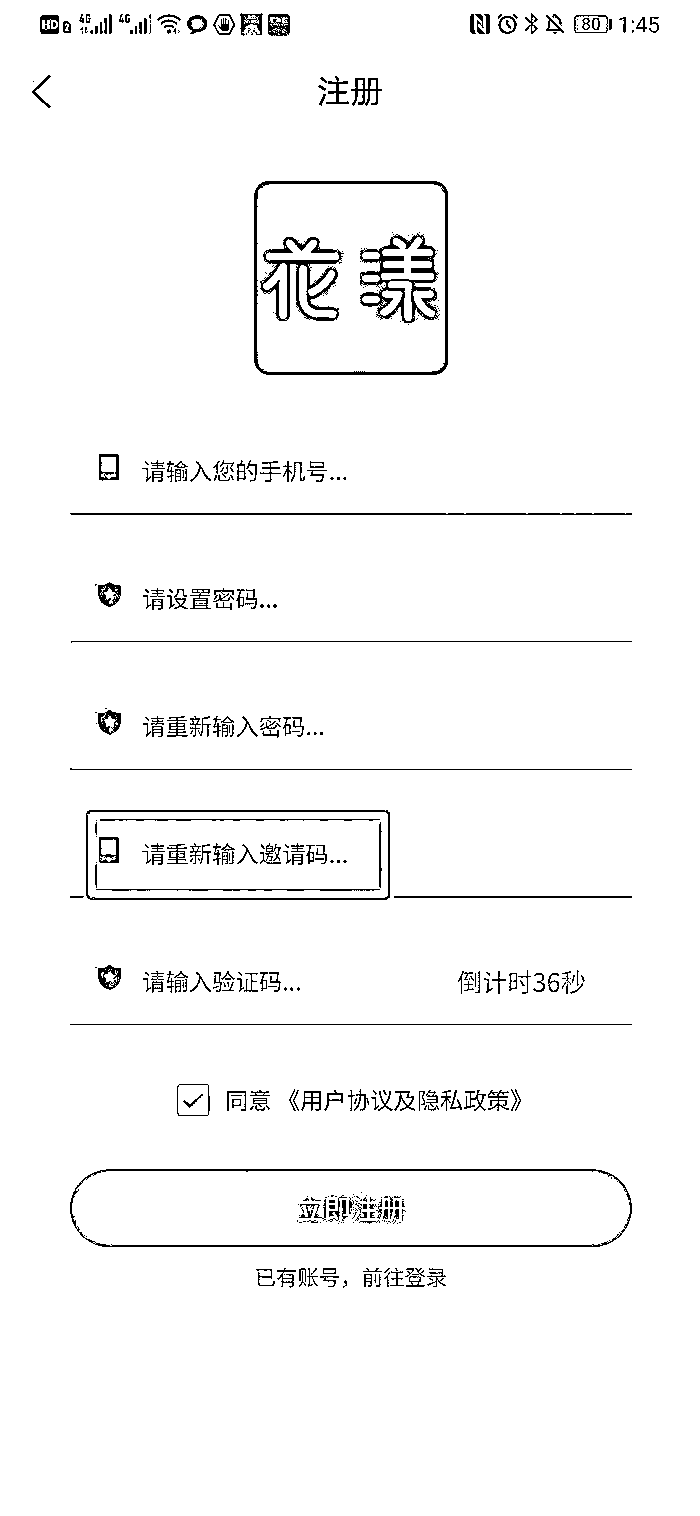 HD 2 4G 4G 80 1:45
注册
花漾
请输入您的手机号...
请设置密码...
请重新输入密码...
请重新输入邀请码...
请输入验证码... 倒计时36秒
同意 《用户协议及隐私政策》
立即注册
已有账号，前往登录